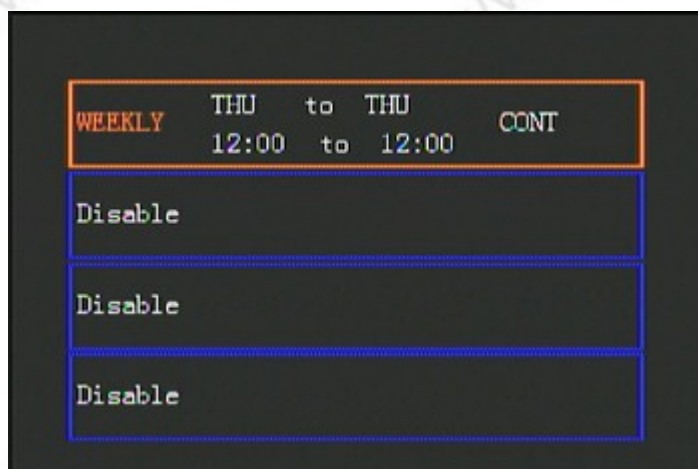 WEEKLY THU to THU CONT
12:00 to 12:00
Disable
Disable
Disable